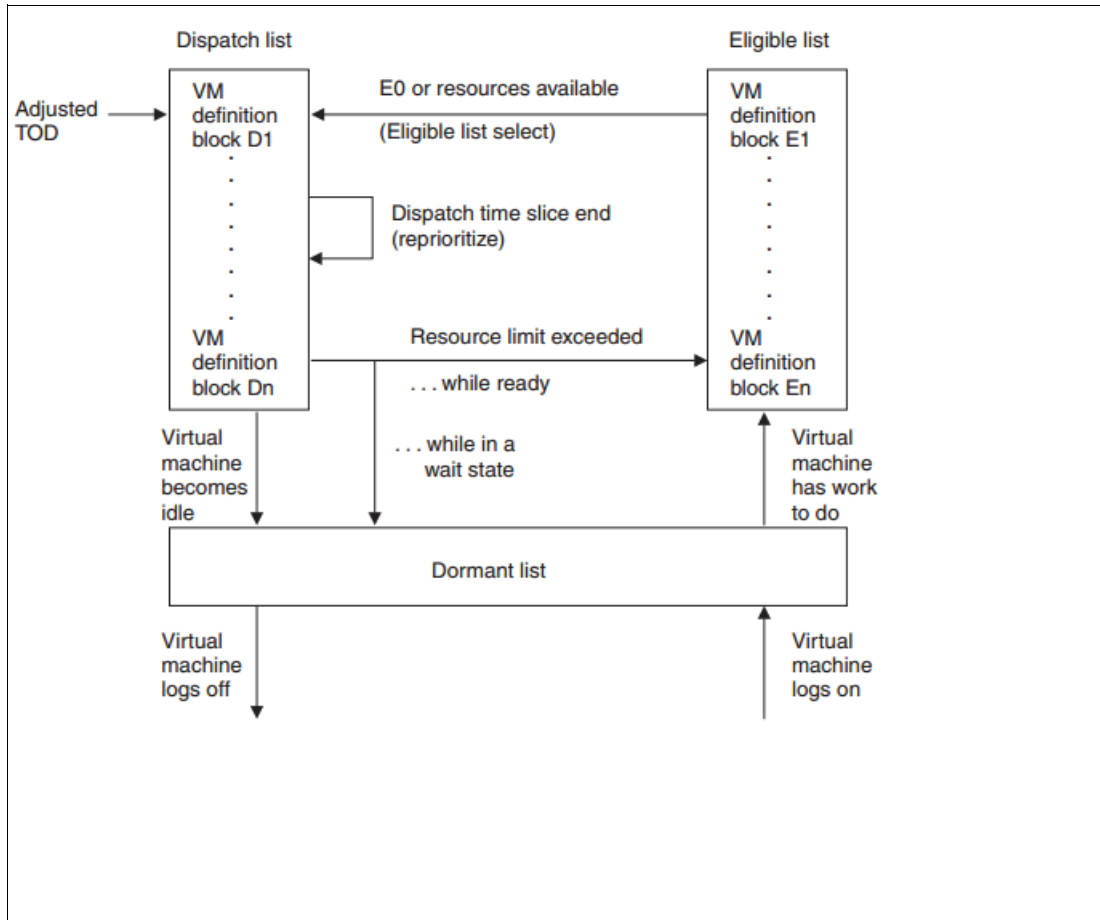 Dispatch list
Eligible list
Adjusted
TOD
VM
definition
block D1
E0 or resources available
(Eligible list select)
VM
definition
block E1
Dispatch time slice end
(reprioritize)
VM
definition
block Dn
Resource limit exceeded
. . . while ready
. . . while in a
wait state
VM
definition
block En
Virtual
machine
becomes
idle
Virtual
machine
has work
to do
Dormant list
Virtual
machine
logs off
Virtual
machine
logs on